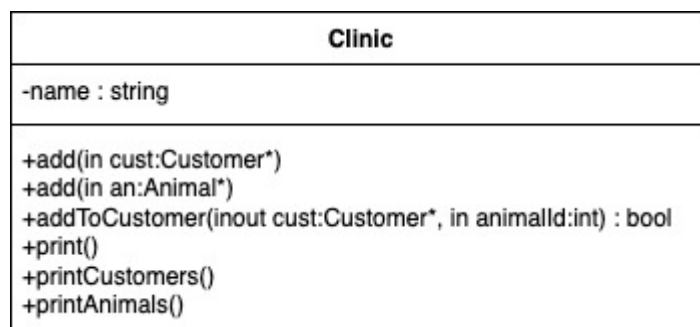 Clinic
-name : string
+add(in cust:Customer*)
+add(in an:Animal*)
+addToCustomer(inout cust:Customer*, in animalId:int) : bool
+print()
+printCustomers()
+printAnimals()